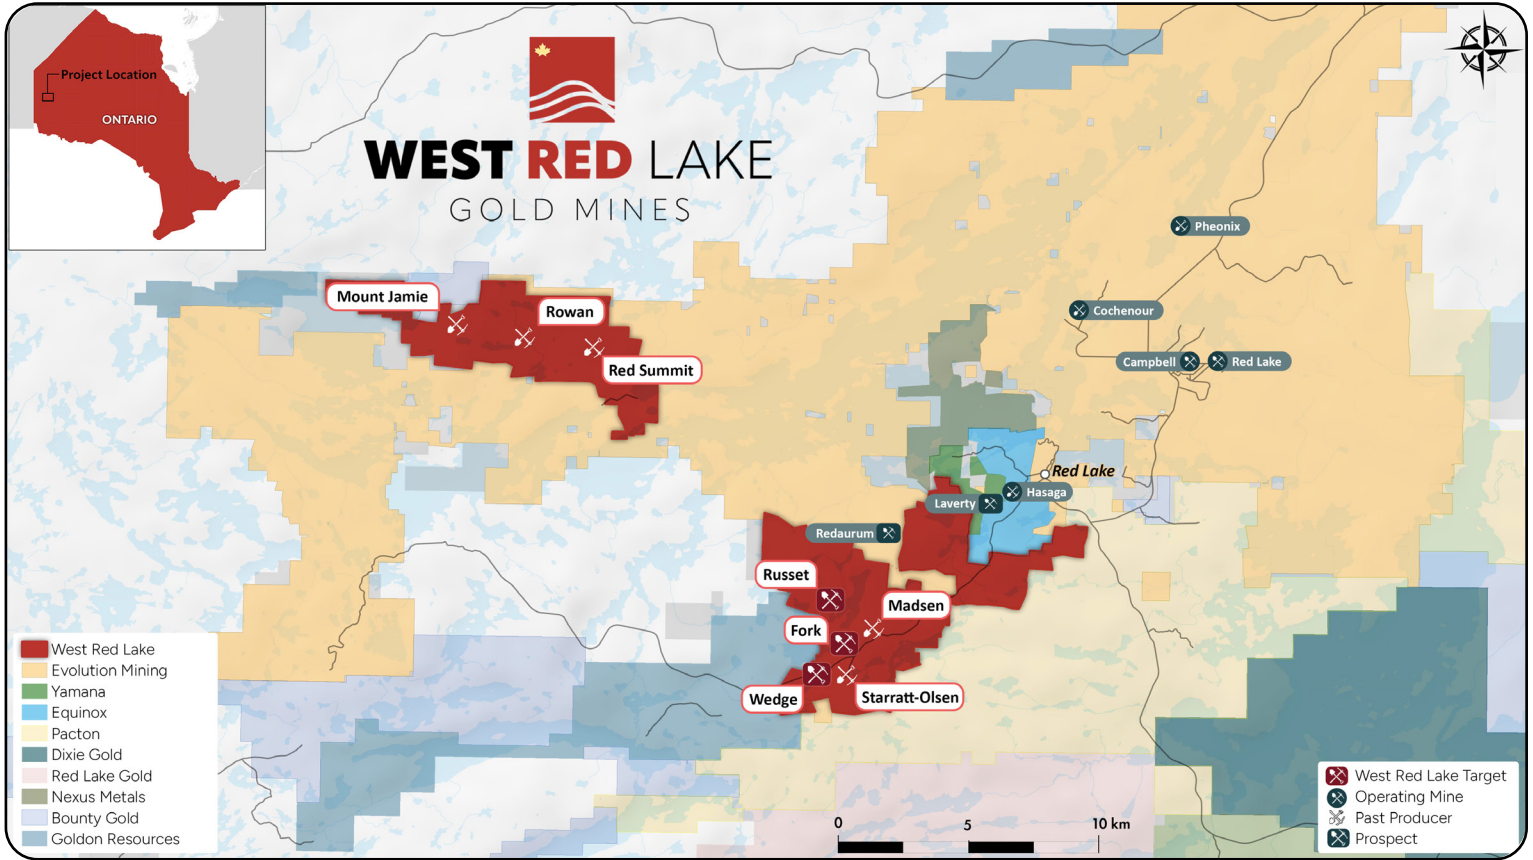 Project Location
ONTARIO
WEST RED LAKE
GOLD MINES
Pheonix
Mount Jamie
Rowan
Cochenour
Red Summit
Campbell
Red Lake
Red Lake
Hasaga
Laverty
Redaurum
Russet
Madsen
Fork
Wedge
Starratt-Olsen
West Red Lake
Evolution Mining
Yamana
Equinox
Pacton
Dixie Gold
Red Lake Gold
Nexus Metals
Bounty Gold
Goldon Resources
0 5 10 km
West Red Lake Target
Operating Mine
Past Producer
Prospect